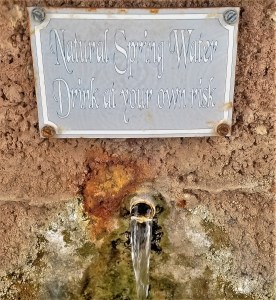 Natural Spring Water
Drink at your own risk